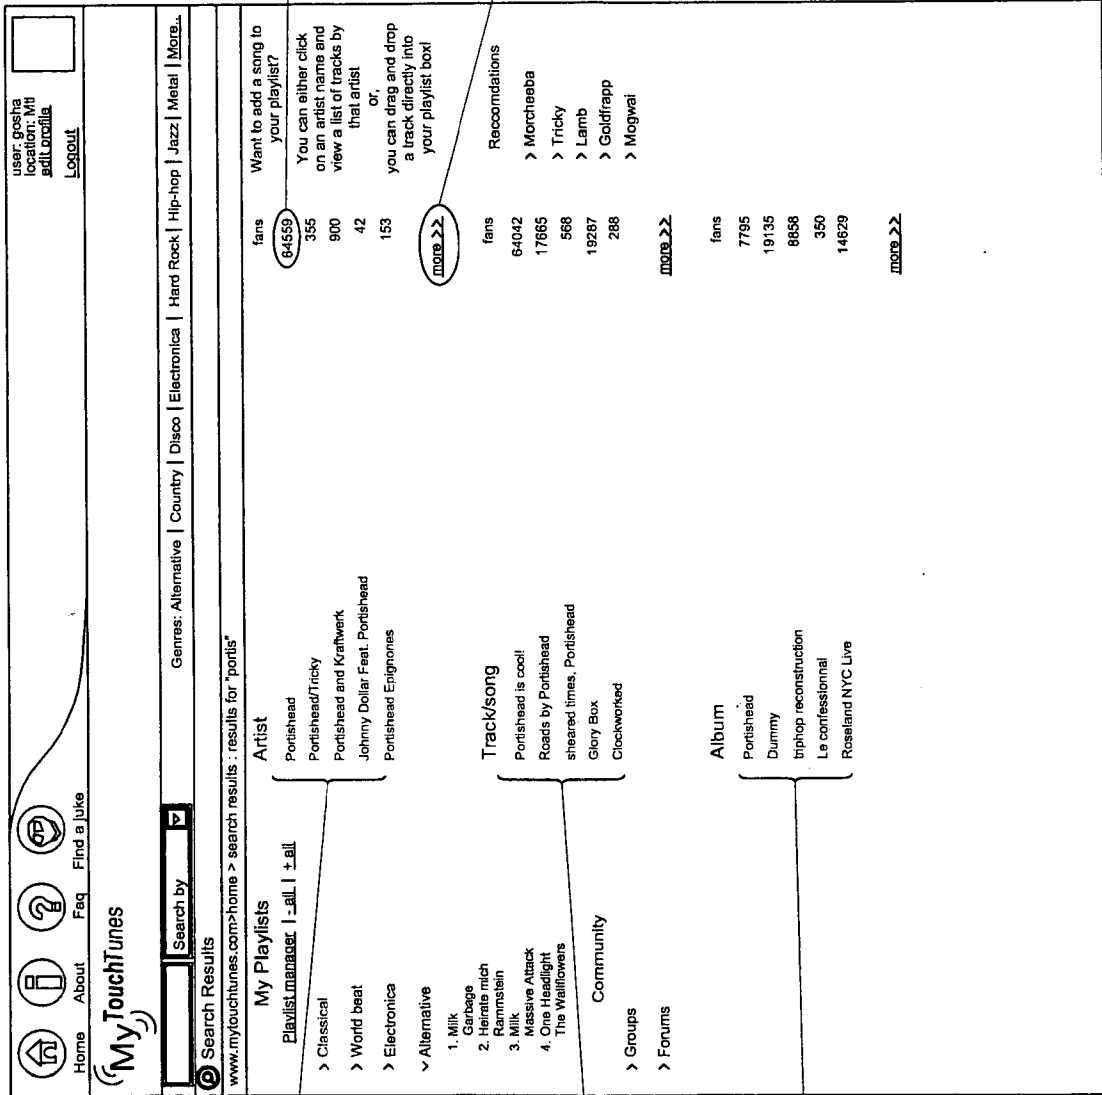 user: gosha
location: Mtl
edit profile
Logout
Home
About
Faq
Find a juke
MyTouchTunes
Search by
Genres: Alternative | Country | Disco | Electronica | Hard Rock | Hip-hop | Jazz | Metal | More..
Search Results
www.mytouchtunes.com>home > search results : results for "portis"
My Playlists
Playlist manager | - all | + all
> Classical
> World beat
> Electronica
Alternative
1. Milk
Garbage
2. Heirate mich
Rammstein
3. Milk
Massive Attack
4. One Headlight
The Wallflowers
Community
> Groups
> Forums
Artist fans
Portishead 64559
Portishead/Tricky 355
Portishead and Kraftwerk 900
Johnny Dollar Feat. Portishead 42
Portishead Epignones 153
more >>
Track/song fans
Portishead is cool! 64042
Roads by Portishead 17665
sheared times, Portishead 568
Glory Box 19287
Clockworked 288
more >>
Album fans
Portishead 7795
Dummy 19135
triphop reconstruction 8858
Le confessionnal 350
Roseland NYC Live 14629
more >>
Want to add a song to
your playlist?
You can either click
on an artist name and
view a list of tracks by
that artist
or,
you can drag and drop
a track directly into
your playlist box!
Reccomdations
> Morcheeba
> Tricky
> Lamb
> Goldfrapp
> Mogwai